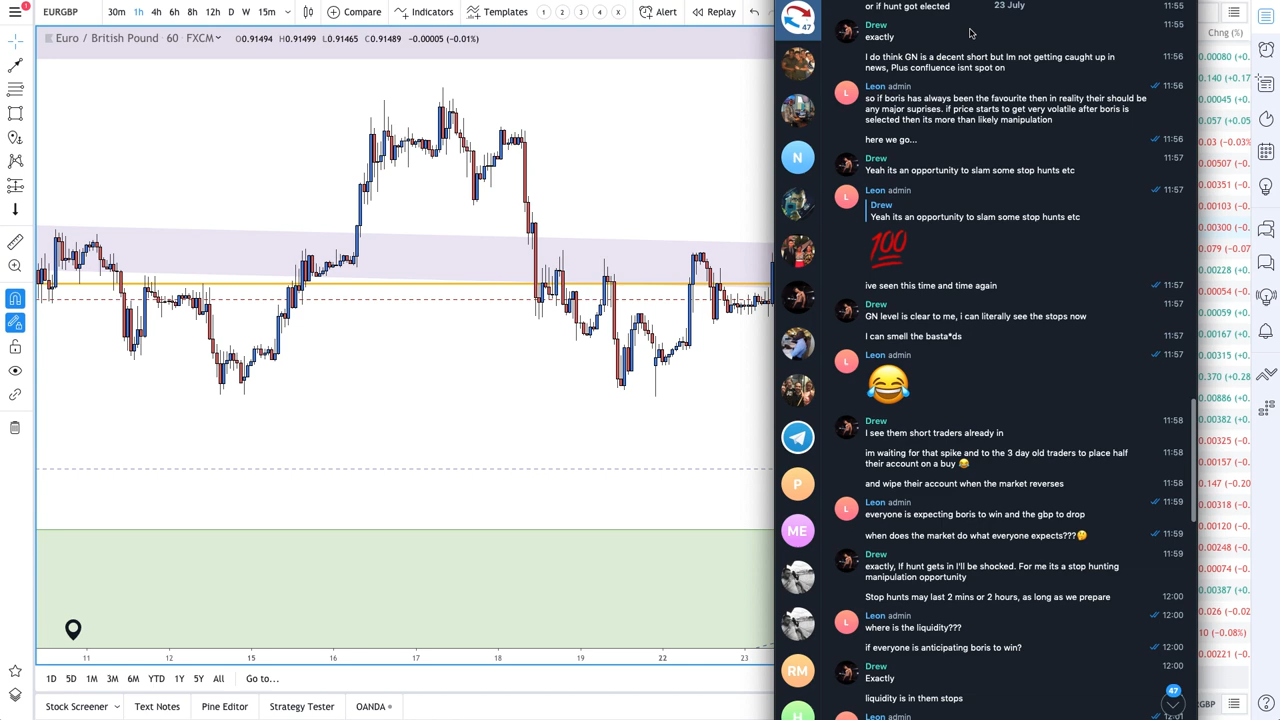 EURGBP
30m 1h 4h 6h 8h 12h D W 15m
Compare
Indicators
Templates
1 2 3 4 x
Alert
Replay
Euro / British Pound
FXCM
O0.91494 H0.91499 L0.91465 C0.91489 -0.00005 (-0.01%)
11 12 15 16 17 18 19 22 23
1D 5D 1M 3M 6M YTD 1Y 5Y All Go to...
Stock Screener Text Notes Pine Editor Strategy Tester OANDA
47
N
P
ME
RM
H
or if hunt got elected
11:55
23 July
Drew
11:55
exactly
I do think GN is a decent short but Im not getting caught up in
11:56
news, Plus confluence isnt spot on
Leon admin
11:56
L
so if boris has always been the favourite then in reality their should be
any major suprises. if price starts to get very volatile after boris is
selected then its more than likely manipulation
here we go...
11:56
Drew
11:57
Yeah its an opportunity to slam some stop hunts etc
Leon admin
11:57
L
Drew
Yeah its an opportunity to slam some stop hunts etc
100
ive seen this time and time again
11:57
Drew
11:57
GN level is clear to me, i can literally see the stops now
I can smell the basta*ds
11:57
Leon admin
11:57
L
Drew
11:58
I see them short traders already in
im waiting for that spike and to the 3 day old traders to place half
11:58
their account on a buy 😂
and wipe their account when the market reverses
11:58
Leon admin
11:59
L
everyone is expecting boris to win and the gbp to drop
when does the market do what everyone expects???🤔
11:59
Drew
11:59
exactly, If hunt gets in I'll be shocked. For me its a stop hunting
manipulation opportunity
Stop hunts may last 2 mins or 2 hours, as long as we prepare
12:00
Leon admin
12:00
L
where is the liquidity???
if everyone is anticipating boris to win?
12:00
Drew
12:00
Exactly
liquidity is in them stops
47
Leon admin
12:01
Chng (%)